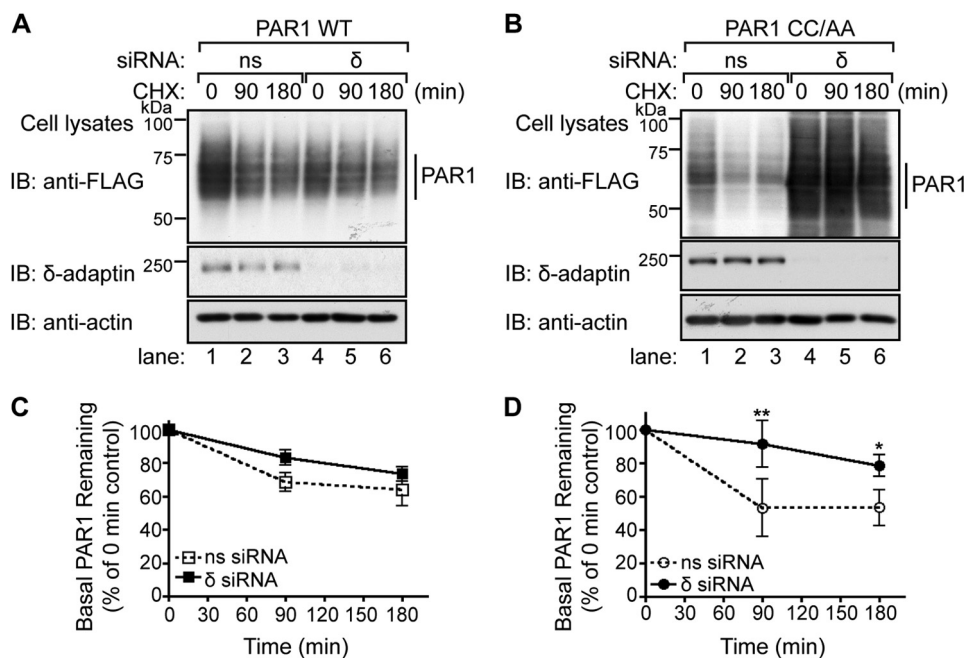 A
PAR1 WT
siRNA: ns δ
CHX: 0 90 180 0 90 180 (min)
kDa
Cell lysates
100
75
IB: anti-FLAG
PAR1
50
250
IB: δ-adaptin
IB: anti-actin
lane: 1 2 3 4 5 6
B
PAR1 CC/AA
siRNA: ns δ
CHX: 0 90 180 0 90 180 (min)
kDa
Cell lysates
100
75
IB: anti-FLAG
PAR1
50
250
IB: δ-adaptin
IB: anti-actin
lane: 1 2 3 4 5 6
C
Basal PAR1 Remaining
(% of 0 min control)
100
80
60
40
20
0
ns siRNA
δ siRNA
0 30 60 90 120 150 180
Time (min)
D
Basal PAR1 Remaining
(% of 0 min control)
100
80
60
40
20
0
**
*
ns siRNA
δ siRNA
0 30 60 90 120 150 180
Time (min)